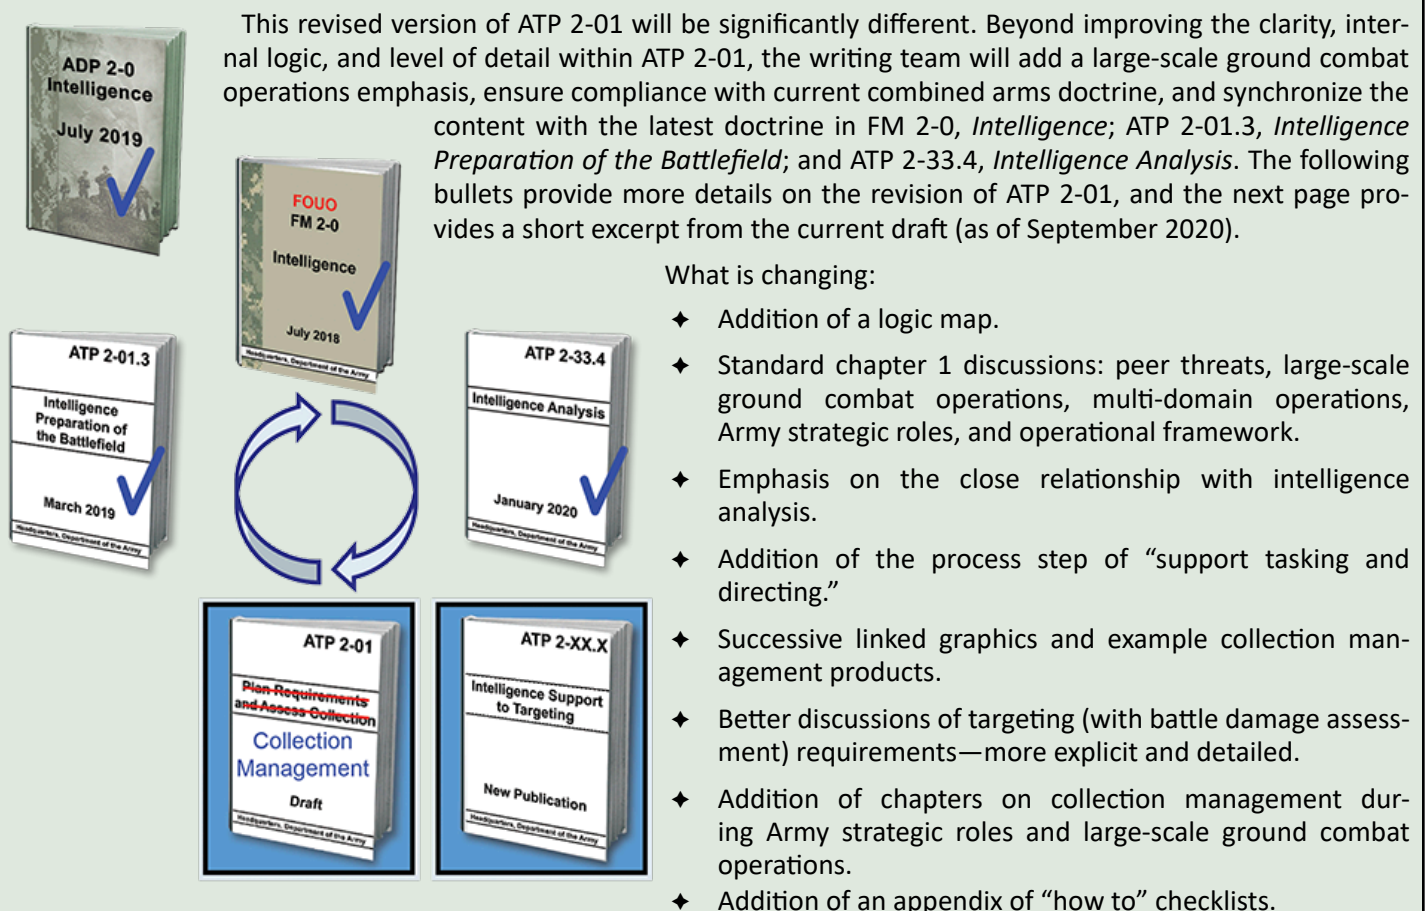 This revised version of ATP 2-01 will be significantly different. Beyond improving the clarity, inter-
nal logic, and level of detail within ATP 2-01, the writing team will add a large-scale ground combat
operations emphasis, ensure compliance with current combined arms doctrine, and synchronize the
content with the latest doctrine in FM 2-0, Intelligence; ATP 2-01.3, Intelligence
Preparation of the Battlefield; and ATP 2-33.4, Intelligence Analysis. The following
bullets provide more details on the revision of ATP 2-01, and the next page pro-
vides a short excerpt from the current draft (as of September 2020).
ADP 2-0
Intelligence
July 2019
FOUO
FM 2-0
Intelligence
July 2018
Headquarters, Department of the Army
ATP 2-01.3
Intelligence
Preparation of
the Battlefield
March 2019
Headquarters, Department of the Army
ATP 2-33.4
Intelligence Analysis
January 2020
Headquarters, Department of the Army
ATP 2-01
Plan Requirements
and Assess Collection
Collection
Management
Draft
Headquarters, Department of the Army
ATP 2-XX.X
Intelligence Support
to Targeting
New Publication
Headquarters, Department of the Army
What is changing:
✦ Addition of a logic map.
✦ Standard chapter 1 discussions: peer threats, large-scale
ground combat operations, multi-domain operations,
Army strategic roles, and operational framework.
✦ Emphasis on the close relationship with intelligence
analysis.
✦ Addition of the process step of “support tasking and
directing.”
✦ Successive linked graphics and example collection man-
agement products.
✦ Better discussions of targeting (with battle damage assess-
ment) requirements—more explicit and detailed.
✦ Addition of chapters on collection management dur-
ing Army strategic roles and large-scale ground combat
operations.
✦ Addition of an appendix of “how to” checklists.